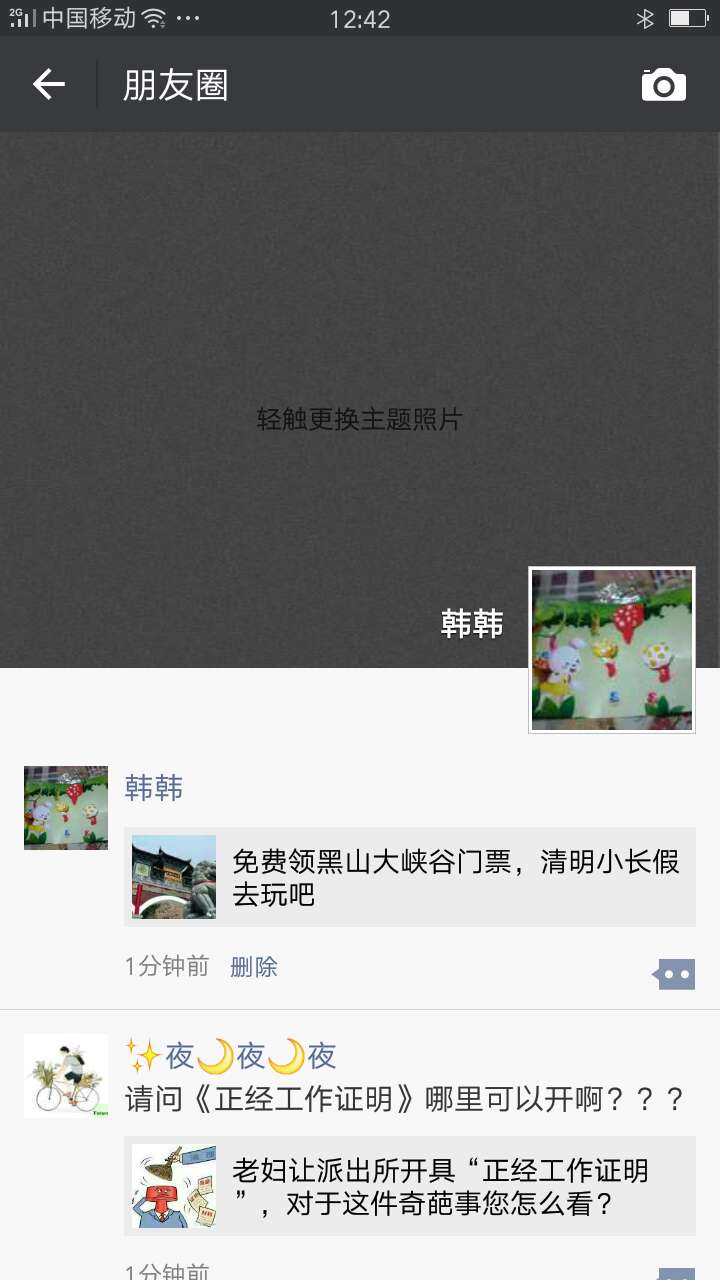 2G 中国移动 ··· 12:42
朋友圈
轻触更换主题照片
韩韩
韩韩
免费领黑山大峡谷门票，清明小长假
去玩吧
1分钟前 删除
✨夜🌙夜🌙夜
请问《正经工作证明》哪里可以开啊？？？
老妇让派出所开具“正经工作证明
”，对于这件奇葩事您怎么看？
1分钟前